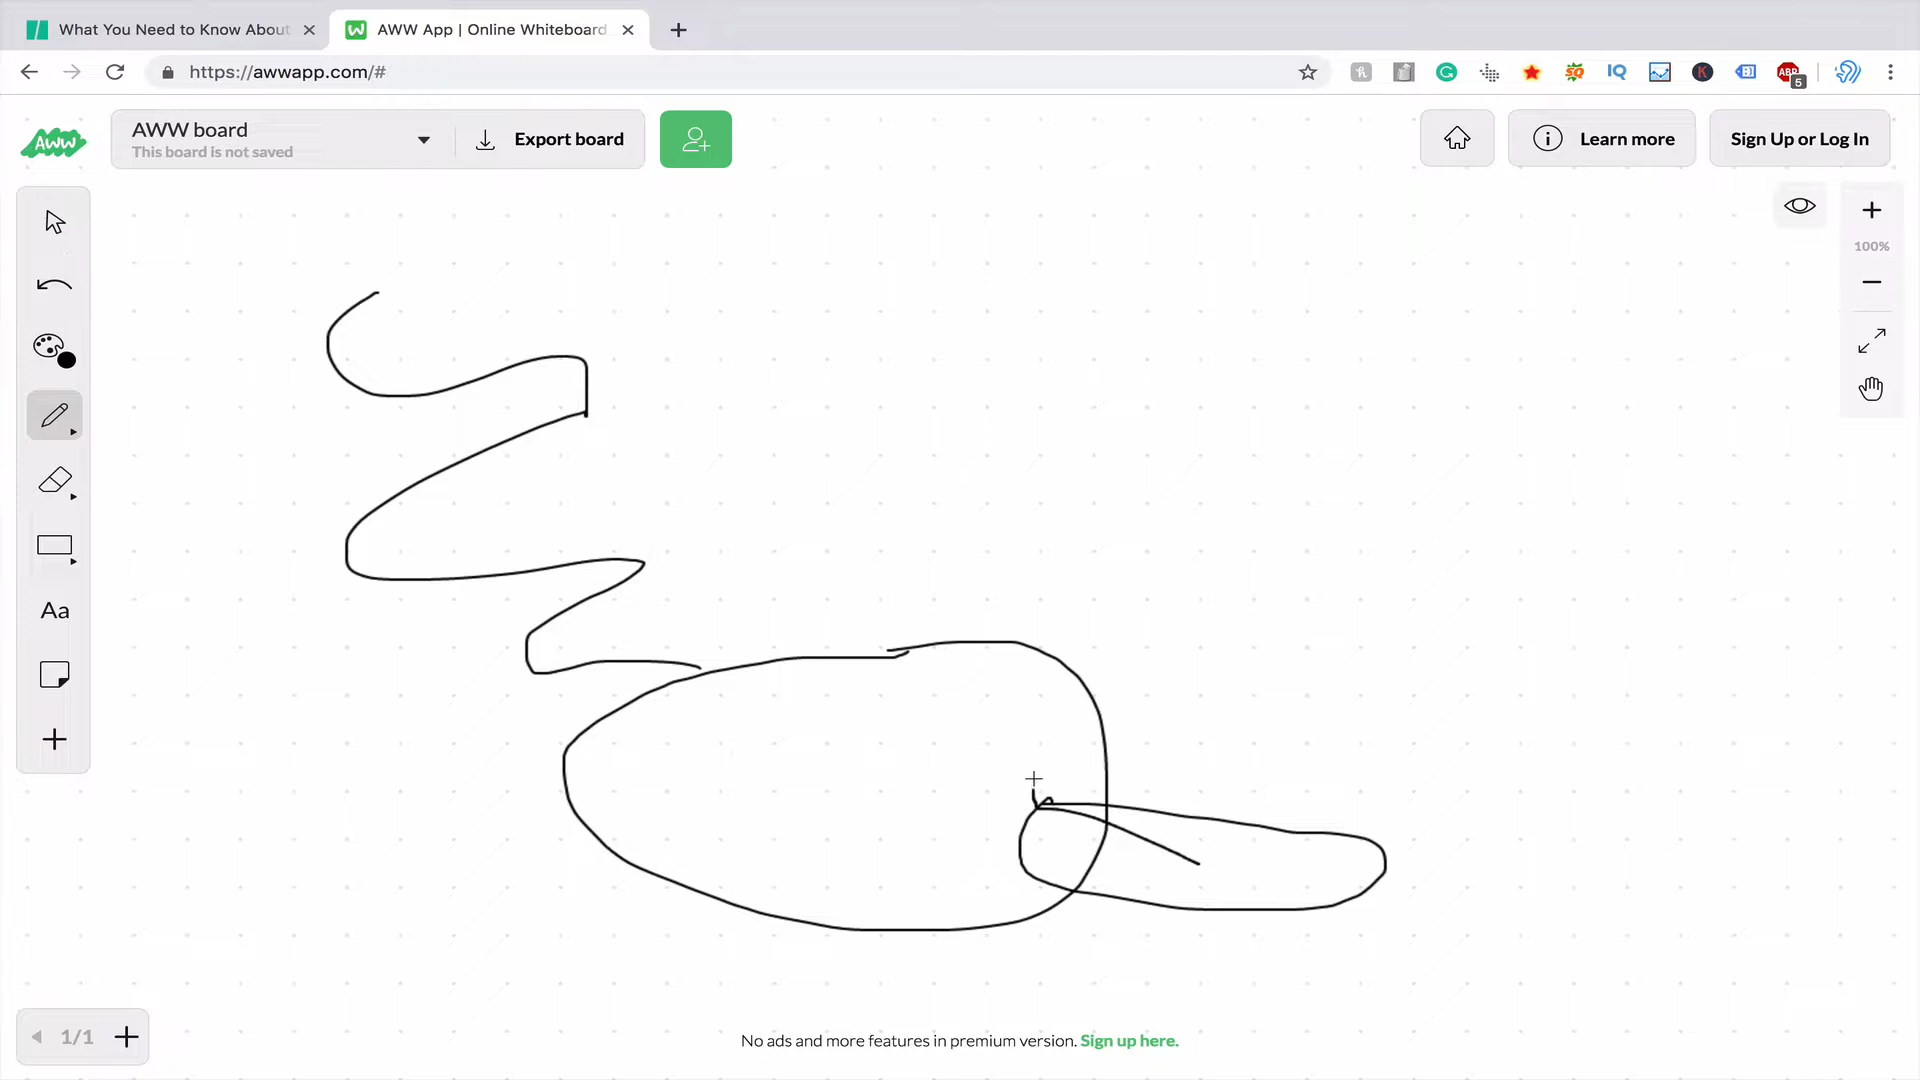 What You Need to Know About
AWW App | Online Whiteboard
https://awwapp.com/#
5
AWW
AWW board
This board is not saved
Export board
Learn more
Sign Up or Log In
100%
Aa
1/1
No ads and more features in premium version. Sign up here.